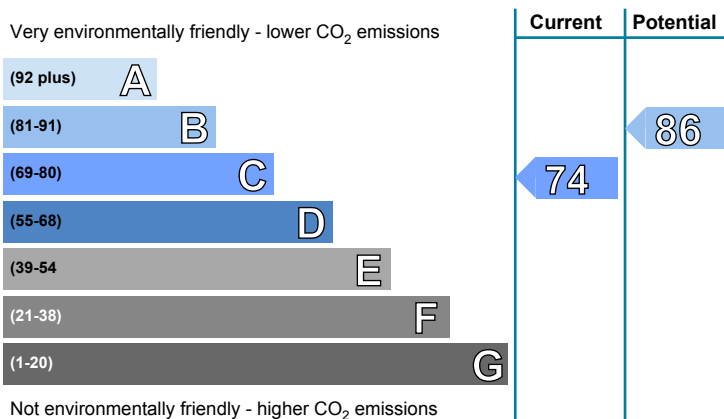 Very environmentally friendly - lower CO2 emissions
Current Potential
(92 plus) A
(81-91) B
86
(69-80) C
74
(55-68) D
(39-54 E
(21-38) F
(1-20) G
Not environmentally friendly - higher CO2 emissions